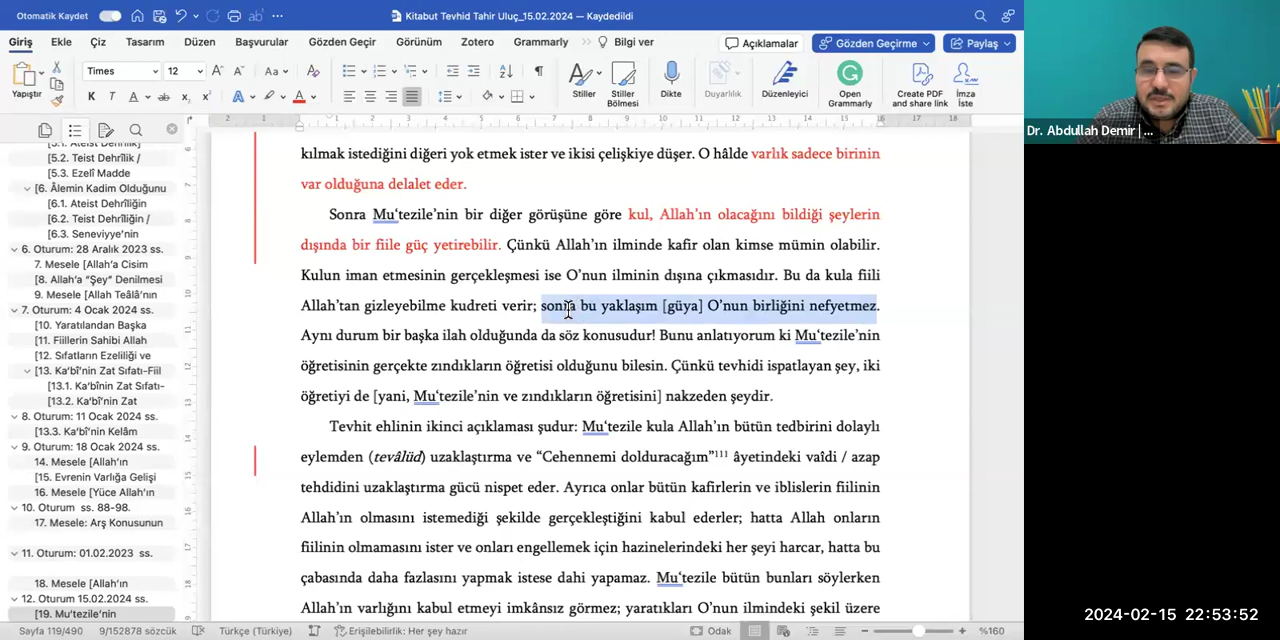 Otomatik Kaydet
Kitabut Tevhid Tahir Uluç_15.02.2024 — Kaydedildi
Giriş Ekle Çiz Tasarım Düzen Başvurular Gözden Geçir Görünüm Zotero Grammarly Bilgi ver Açıklamalar Gözden Geçirme Paylaş
Yapıştır
Times 12
K T A
Stiller
Stiller Bölmesi
Dikte
Duyarlılık
Düzenleyici
Open Grammarly
Create PDF and share link
İmza İste
[5.2. Teist Dehrîlik /
[5.3. Ezelî Madde
[6. Âlemin Kadim Olduğunu
[6.1. Ateist Dehrîliğin
[6.2. Teist Dehrîliğin /
[6.3. Seneviyye’nin
6. Oturum: 28 Aralık 2023 ss.
7. Mesele [Allah’a Cisim
[8. Allah’a “Şey” Denilmesi
9. Mesele [Allah Teâlâ’nın
7. Oturum: 4 Ocak 2024 ss.
[10. Yaratılandan Başka
[11. Fiillerin Sahibi Allah
[12. Sıfatların Ezeliliği ve
[13. Ka‘bî’nin Zat Sıfatı-Fiil
[13.1. Ka‘bînin Zat Sıfatı-
[13.2. Ka‘bî’nin Zat
8. Oturum: 11 Ocak 2024 ss.
[13.3. Ka‘bî’nin Kelâm
9. Oturum: 18 Ocak 2024 ss.
14. Mesele [Allah’ın
[15. Evrenin Varlığa Gelişi
16. Mesele [Yüce Allah’ın
10. Oturum ss. 88-98.
17. Mesele: Arş Konusunun
11. Oturum: 01.02.2023 ss.
18. Mesele [Allah’ın
12. Oturum 15.02.2024 ss.
[19. Mu‘tezile’nin
kılmak istediğini diğeri yok etmek ister ve ikisi çelişkiye düşer. O hâlde varlık sadece birinin
var olduğuna delalet eder.
Sonra Mu‘tezile’nin bir diğer görüşüne göre kul, Allah’ın olacağını bildiği şeylerin
dışında bir fiile güç yetirebilir. Çünkü Allah’ın ilminde kafir olan kimse mümin olabilir.
Kulun iman etmesinin gerçekleşmesi ise O’nun ilminin dışına çıkmasıdır. Bu da kula fiili
Allah’tan gizleyebilme kudreti verir; sonra bu yaklaşım [güya] O’nun birliğini nefyetmez.
Aynı durum bir başka ilah olduğunda da söz konusudur! Bunu anlatıyorum ki Mu‘tezile’nin
öğretisinin gerçekte zındıkların öğretisi olduğunu bilesin. Çünkü tevhidi ispatlayan şey, iki
öğretiyi de [yani, Mu‘tezile’nin ve zındıkların öğretisini] nakzeden şeydir.
Tevhit ehlinin ikinci açıklaması şudur: Mu‘tezile kula Allah’ın bütün tedbirini dolaylı
eylemden (tevâlüd) uzaklaştırma ve “Cehennemi dolduracağım”¹¹¹ âyetindeki vaîdi / azap
tehdidini uzaklaştırma gücü nispet eder. Ayrıca onlar bütün kafirlerin ve iblislerin fiilinin
Allah’ın olmasını istemediği şekilde gerçekleştiğini kabul ederler; hatta Allah onların
fiilinin olmamasını ister ve onları engellemek için hazinelerindeki her şeyi harcar, hatta bu
çabasında daha fazlasını yapmak istese dahi yapamaz. Mu‘tezile bütün bunları söylerken
Allah’ın varlığını kabul etmeyi imkânsız görmez; yaratıkları O’nun ilmindeki şekil üzere
Sayfa 119/490 9/152878 sözcük Türkçe (Türkiye) Erişilebilirlik: Her şey hazır Odak %160
Dr. Abdullah Demir | ...
2024-02-15 22:53:52